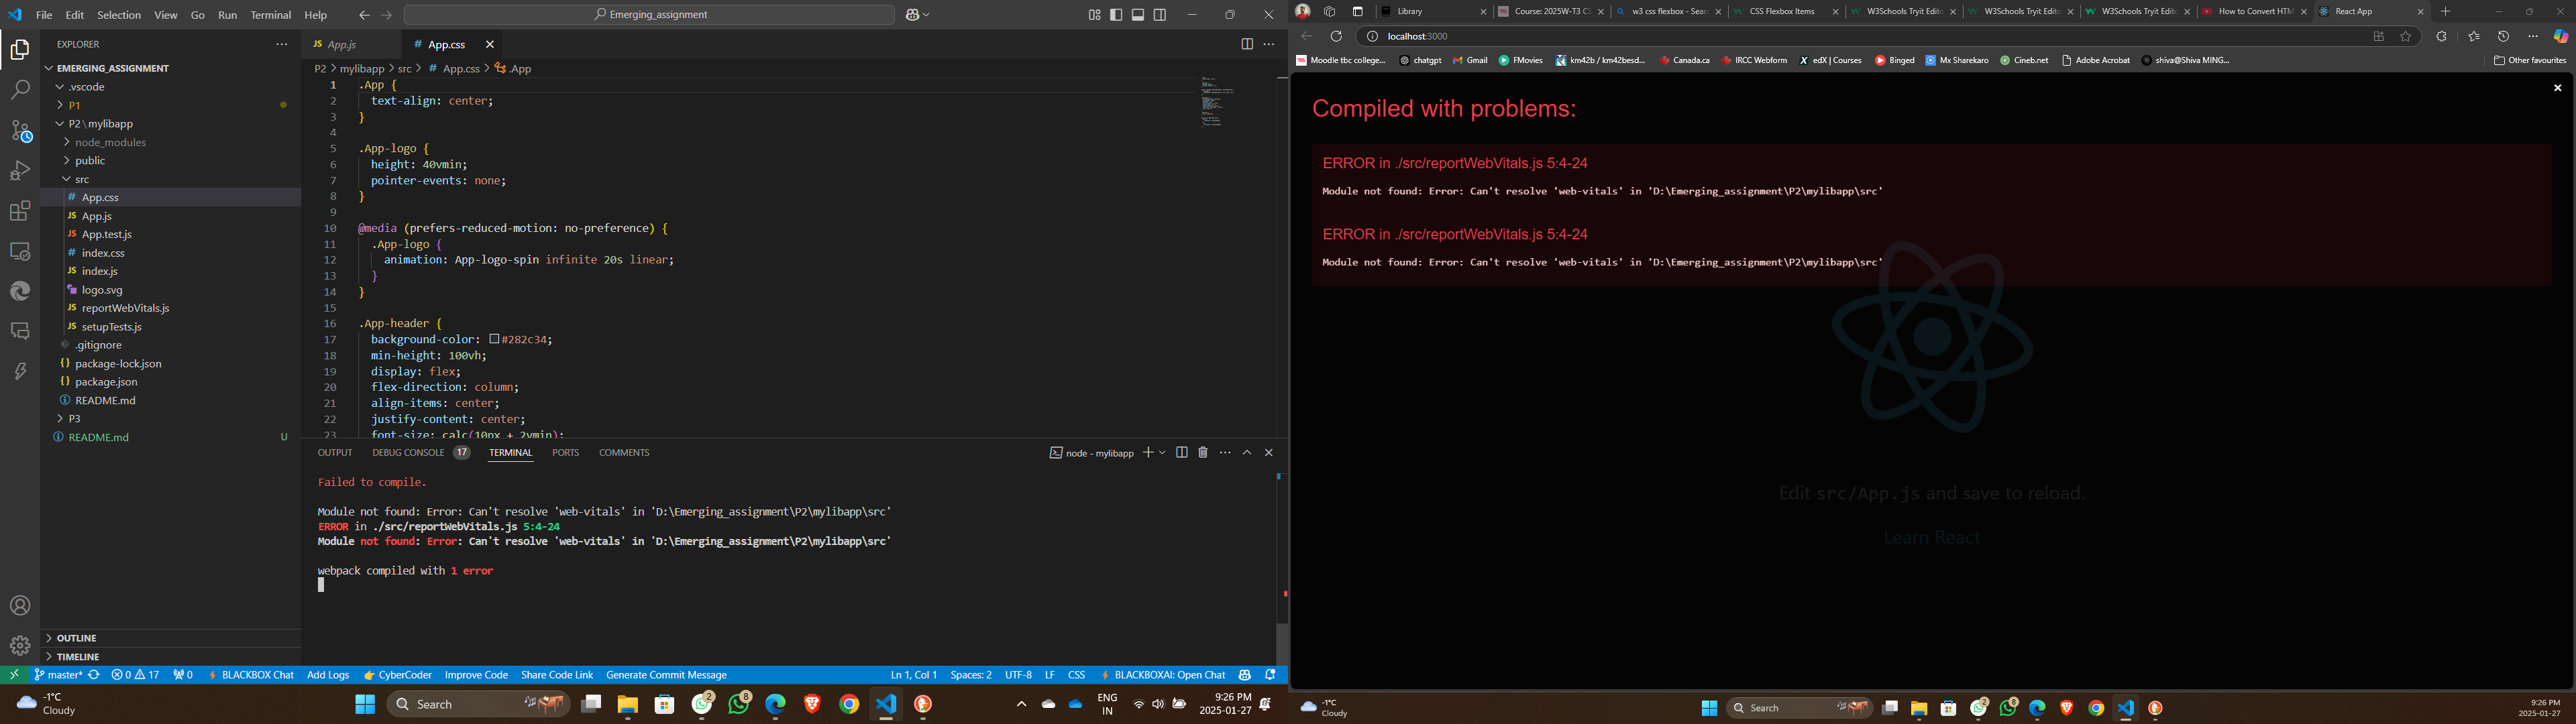 File Edit Selection View Go Run Terminal Help
Emerging_assignment
EXPLORER
EMERGING_ASSIGNMENT
.vscode
P1
P2 \ mylibapp
node_modules
public
src
# App.css
JS App.js
JS App.test.js
# index.css
JS index.js
logo.svg
JS reportWebVitals.js
JS setupTests.js
.gitignore
{} package-lock.json
{} package.json
README.md
P3
README.md U
OUTLINE
TIMELINE
JS App.js
# App.css
P2 > mylibapp > src > # App.css > .App
1 .App {
2 text-align: center;
3 }
4
5 .App-logo {
6 height: 40vmin;
7 pointer-events: none;
8 }
9
10 @media (prefers-reduced-motion: no-preference) {
11 .App-logo {
12 animation: App-logo-spin infinite 20s linear;
13 }
14 }
15
16 .App-header {
17 background-color: #282c34;
18 min-height: 100vh;
19 display: flex;
20 flex-direction: column;
21 align-items: center;
22 justify-content: center;
23 font-size: calc(10px + 2vmin);
OUTPUT DEBUG CONSOLE 17 TERMINAL PORTS COMMENTS
node - mylibapp
Failed to compile.
Module not found: Error: Can't resolve 'web-vitals' in 'D:\Emerging_assignment\P2\mylibapp\src'
ERROR in ./src/reportWebVitals.js 5:4-24
Module not found: Error: Can't resolve 'web-vitals' in 'D:\Emerging_assignment\P2\mylibapp\src'
webpack compiled with 1 error
master* 0 17 0 BLACKBOX Chat Add Logs CyberCoder Improve Code Share Code Link Generate Commit Message
Ln 1, Col 1 Spaces: 2 UTF-8 LF CSS BLACKBOXAI: Open Chat
-1°C
Cloudy
Search
2
8
ENG
IN
9:26 PM
2025-01-27
Library
Course: 2025W-T3 CS
w3 css flexbox - Sear
CSS Flexbox Items
W3Schools Tryit Edito
W3Schools Tryit Edito
W3Schools Tryit Edito
How to Convert HTM
React App
localhost:3000
Moodle tbc college...
chatgpt
Gmail
FMovies
km42b / km42besd...
Canada.ca
IRCC Webform
edX | Courses
Binged
Mx Sharekaro
Cineb.net
Adobe Acrobat
shiva@Shiva MING...
Other favourites
Compiled with problems:
ERROR in ./src/reportWebVitals.js 5:4-24
Module not found: Error: Can't resolve 'web-vitals' in 'D:\Emerging_assignment\P2\mylibapp\src'
ERROR in ./src/reportWebVitals.js 5:4-24
Module not found: Error: Can't resolve 'web-vitals' in 'D:\Emerging_assignment\P2\mylibapp\src'
Edit src/App.js and save to reload.
Learn React
-1°C
Cloudy
Search
2
8
9:26 PM
2025-01-27